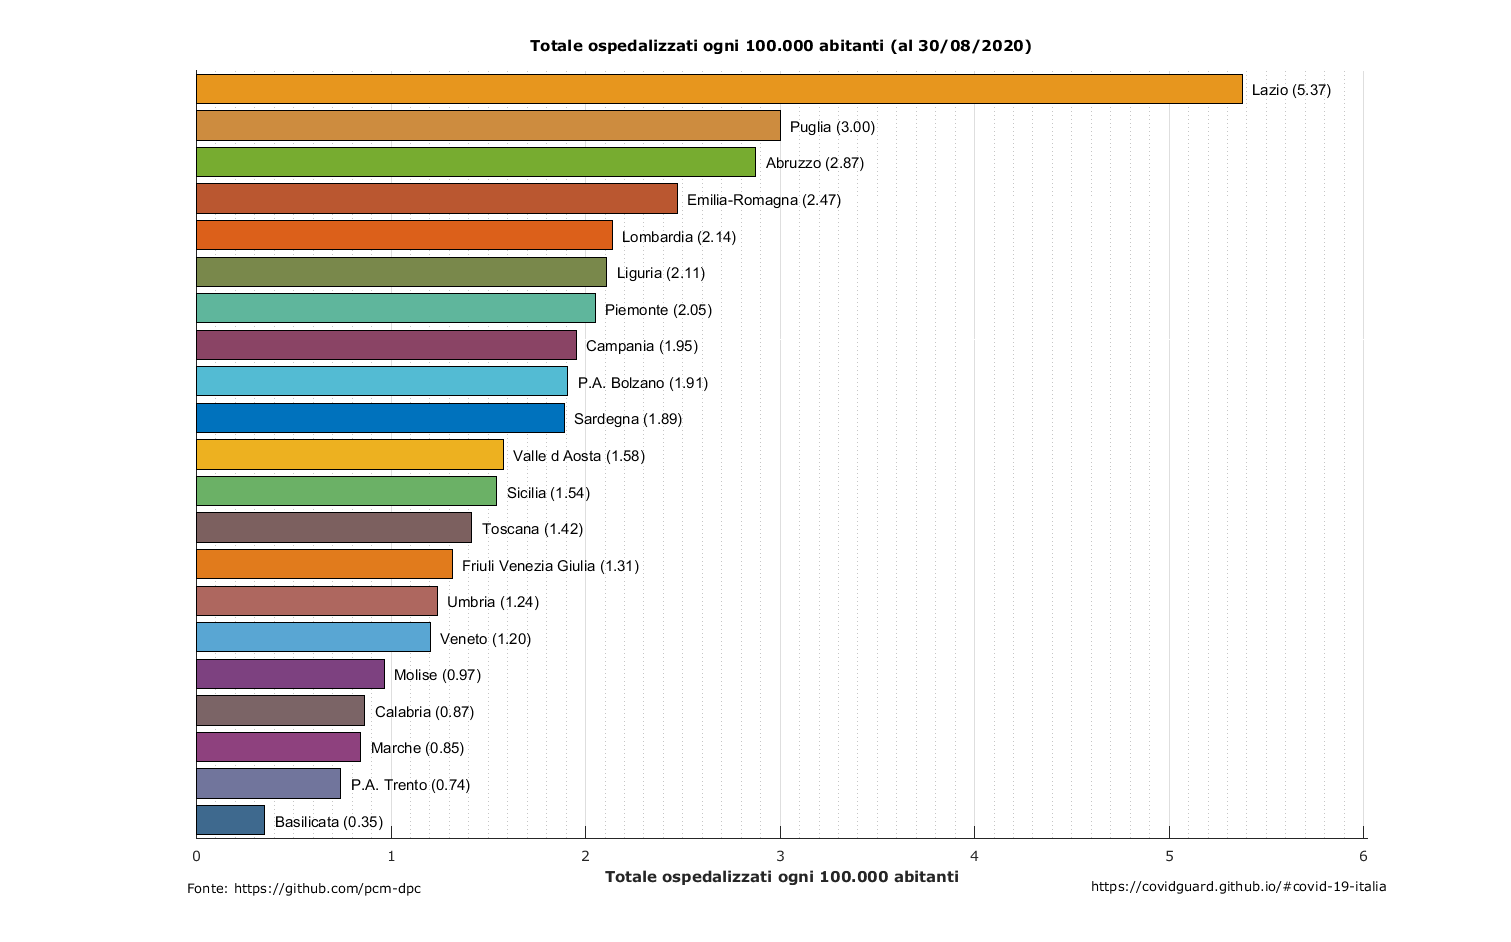 Totale ospedalizzati ogni 100.000 abitanti (al 30/08/2020)
Lazio (5.37)
Puglia (3.00)
Abruzzo (2.87)
Emilia-Romagna (2.47)
Lombardia (2.14)
Liguria (2.11)
Piemonte (2.05)
Campania (1.95)
P.A. Bolzano (1.91)
Sardegna (1.89)
Valle d Aosta (1.58)
Sicilia (1.54)
Toscana (1.42)
Friuli Venezia Giulia (1.31)
Umbria (1.24)
Veneto (1.20)
Molise (0.97)
Calabria (0.87)
Marche (0.85)
P.A. Trento (0.74)
Basilicata (0.35)
0 1 2 3 4 5 6
Totale ospedalizzati ogni 100.000 abitanti
Fonte: https://github.com/pcm-dpc
https://covidguard.github.io/#covid-19-italia